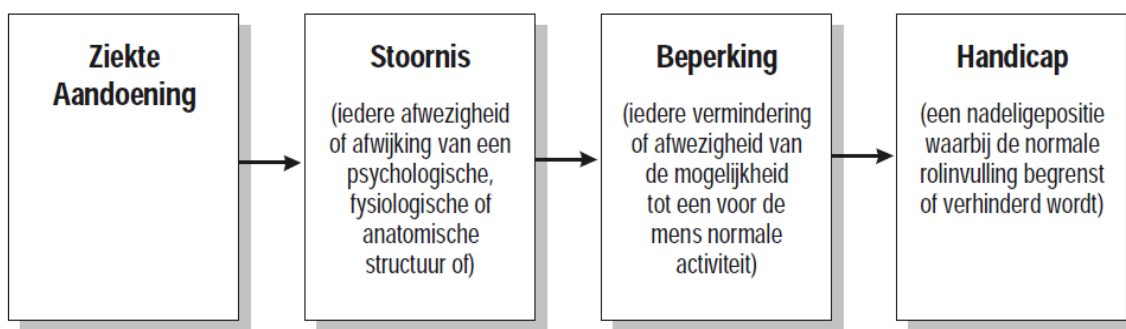 Ziekte
Aandoening
Stoornis
(iedere afwezigheid
of afwijking van een
psychologische,
fysiologische of
anatomische
structuur of)
Beperking
(iedere vermindering
of afwezigheid van
de mogelijkheid
tot een voor de
mens normale
activiteit)
Handicap
(een nadeligepositie
waarbij de normale
rolinvulling begrenst
of verhinderd wordt)